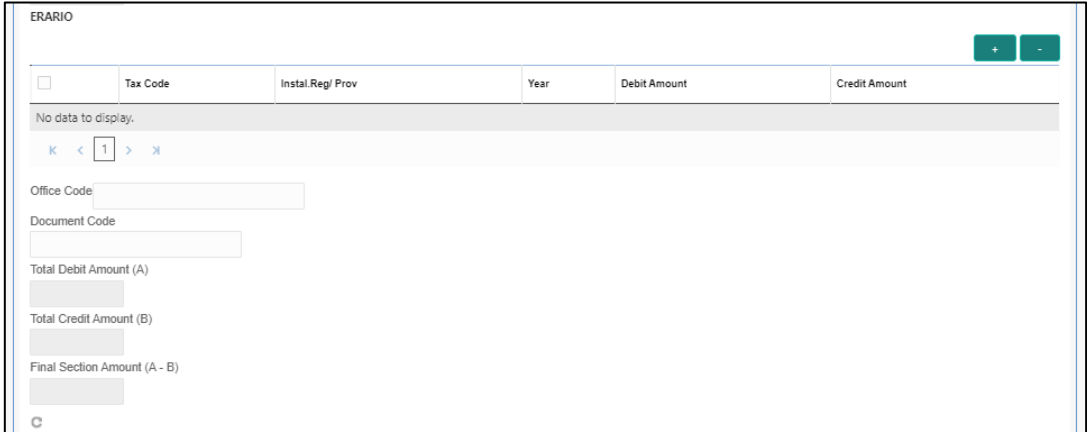 ERARIO
+ -
Tax Code Instal.Reg/ Prov Year Debit Amount Credit Amount
No data to display.
1
Office Code
Document Code
Total Debit Amount (A)
Total Credit Amount (B)
Final Section Amount (A - B)